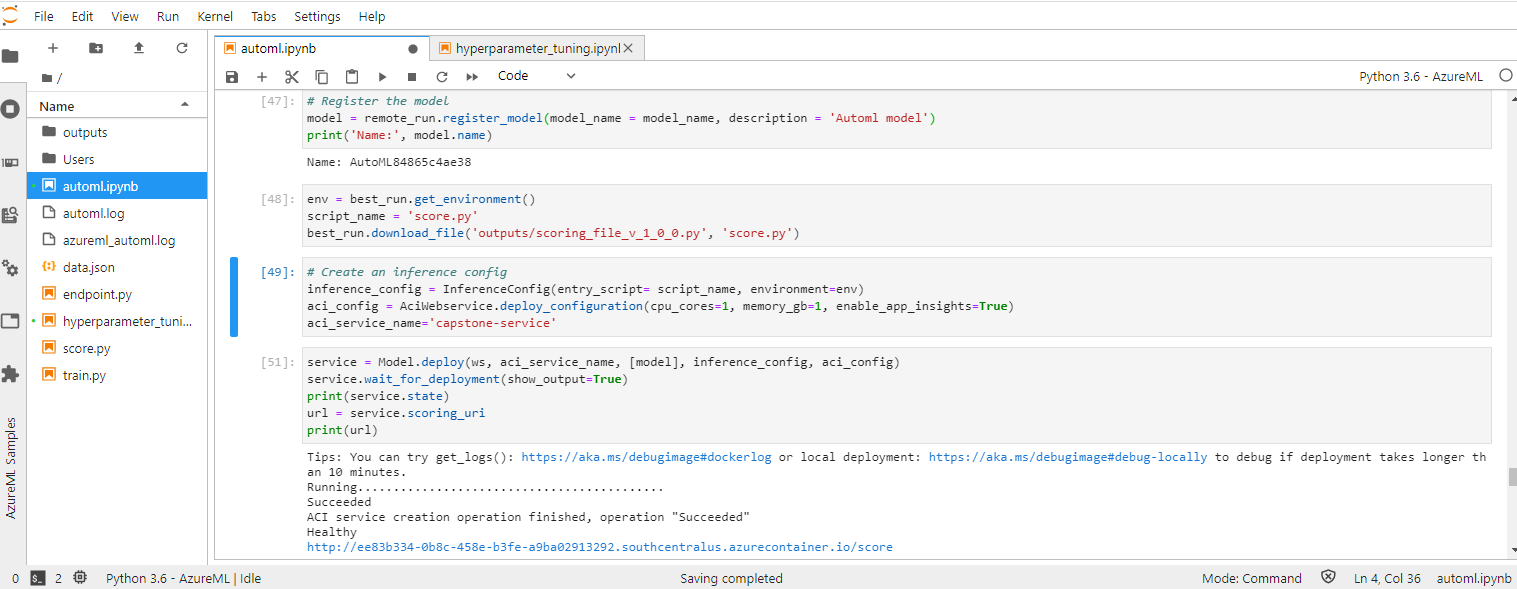 File Edit View Run Kernel Tabs Settings Help
automl.ipynb
hyperparameter_tuning.ipynl
/
Code
Python 3.6 - AzureML
Name
outputs
Users
automl.ipynb
automl.log
azureml_automl.log
data.json
endpoint.py
hyperparameter_tuni...
score.py
train.py
AzureML Samples
[47]: # Register the model
model = remote_run.register_model(model_name = model_name, description = 'Automl model')
print('Name:', model.name)
Name: AutoML84865c4ae38
[48]: env = best_run.get_environment()
script_name = 'score.py'
best_run.download_file('outputs/scoring_file_v_1_0_0.py', 'score.py')
[49]: # Create an inference config
inference_config = InferenceConfig(entry_script= script_name, environment=env)
aci_config = AciWebservice.deploy_configuration(cpu_cores=1, memory_gb=1, enable_app_insights=True)
aci_service_name='capstone-service'
[51]: service = Model.deploy(ws, aci_service_name, [model], inference_config, aci_config)
service.wait_for_deployment(show_output=True)
print(service.state)
url = service.scoring_uri
print(url)
Tips: You can try get_logs(): https://aka.ms/debugimage#dockerlog or local deployment: https://aka.ms/debugimage#debug-locally to debug if deployment takes longer th
an 10 minutes.
Running...........................................
Succeeded
ACI service creation operation finished, operation "Succeeded"
Healthy
http://ee83b334-0b8c-458e-b3fe-a9ba02913292.southcentralus.azurecontainer.io/score
0 2 Python 3.6 - AzureML | Idle Saving completed Mode: Command Ln 4, Col 36 automl.ipynb